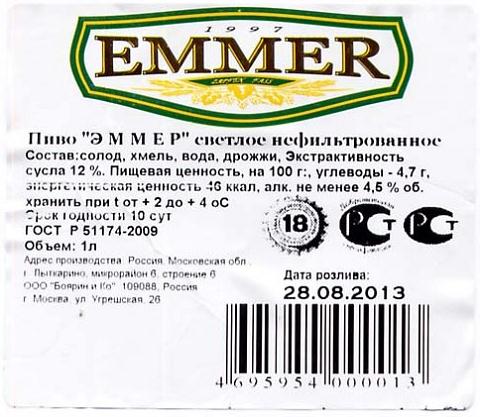 1997
EMMER
Пиво "Э М М Е Р" светлое нефильтрованное
Состав:солод, хмель, вода, дрожжи, Экстрактивность
сусла 12 %. Пищевая ценность, на 100 г:, углеводы - 4,7 г,
энергетическая ценность 46 ккал, алк. не менее 4,5 % об.
хранить при t от + 2 до + 4 оС
Срок годности 10 сут
ГОСТ Р 51174-2009
Объем: 1л
18
Адрес производства Россия, Московская обл.,
г. Лыткарино, микрорайон 6, строение 6
ООО "Боярин и Ко" 109088, Россия
г. Москва ул Угрешская, 26
Дата розлива:
28.08.2013
4695954 000013